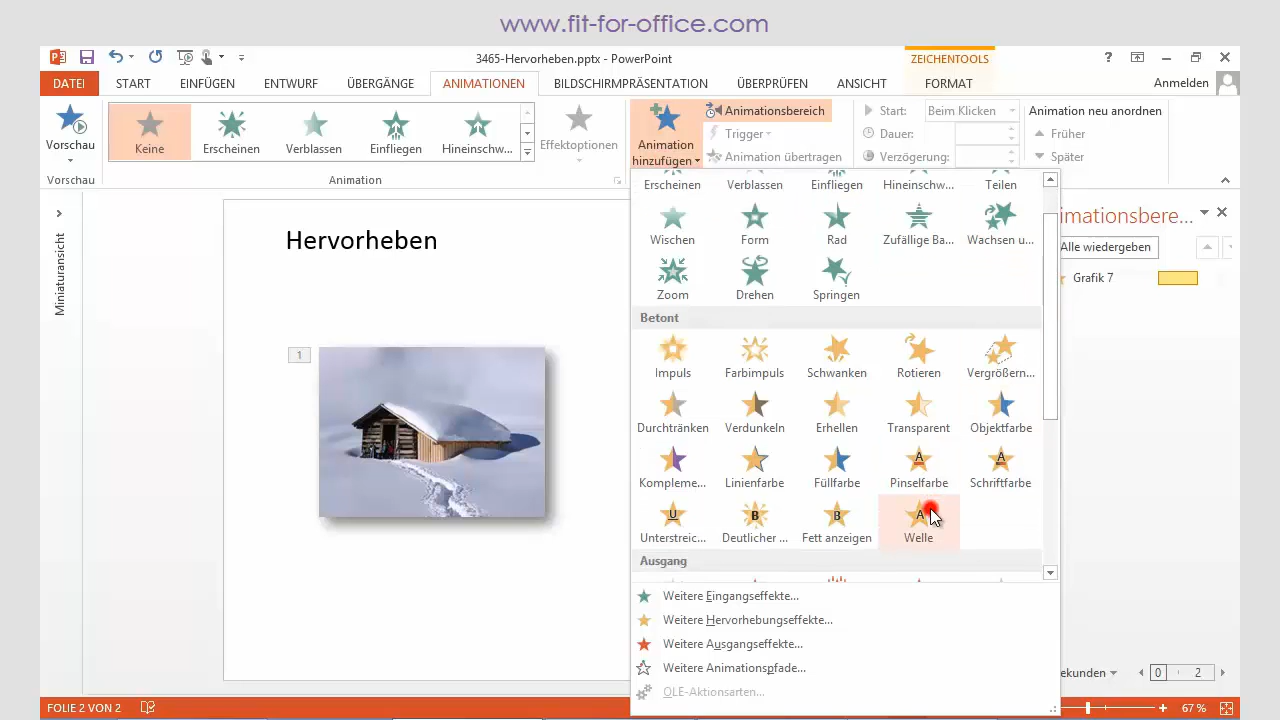 www.fit-for-office.com
3465-Hervorheben.pptx - PowerPoint
ZEICHENTOOLS
?
DATEI START EINFÜGEN ENTWURF ÜBERGÄNGE ANIMATIONEN BILDSCHIRMPRÄSENTATION ÜBERPRÜFEN ANSICHT FORMAT Anmelden
Vorschau
Keine Erscheinen Verblassen Einfliegen Hineinschw...
Effektoptionen
Animation hinzufügen
Animationsbereich
Trigger
Animation übertragen
Start: Beim Klicken
Dauer:
Verzögerung:
Animation neu anordnen
Früher
Später
Vorschau Animation
Erscheinen Verblassen Einfliegen Hineinschw... Teilen
Wischen Form Rad Zufällige Ba... Wachsen u...
Zoom Drehen Springen
Betont
Impuls Farbimpuls Schwanken Rotieren Vergrößern...
Durchtränken Verdunkeln Erhellen Transparent Objektfarbe
Kompleme... Linienfarbe Füllfarbe Pinselfarbe Schriftfarbe
Unterstreic... Deutlicher ... Fett anzeigen Welle
Ausgang
Weitere Eingangseffekte...
Weitere Hervorhebungseffekte...
Weitere Ausgangseffekte...
Weitere Animationspfade...
OLE-Aktionsarten...
Miniaturansicht
Hervorheben
1
imationsbere...
Alle wiedergeben
Grafik 7
ekunden 0 2
FOLIE 2 VON 2
67 %